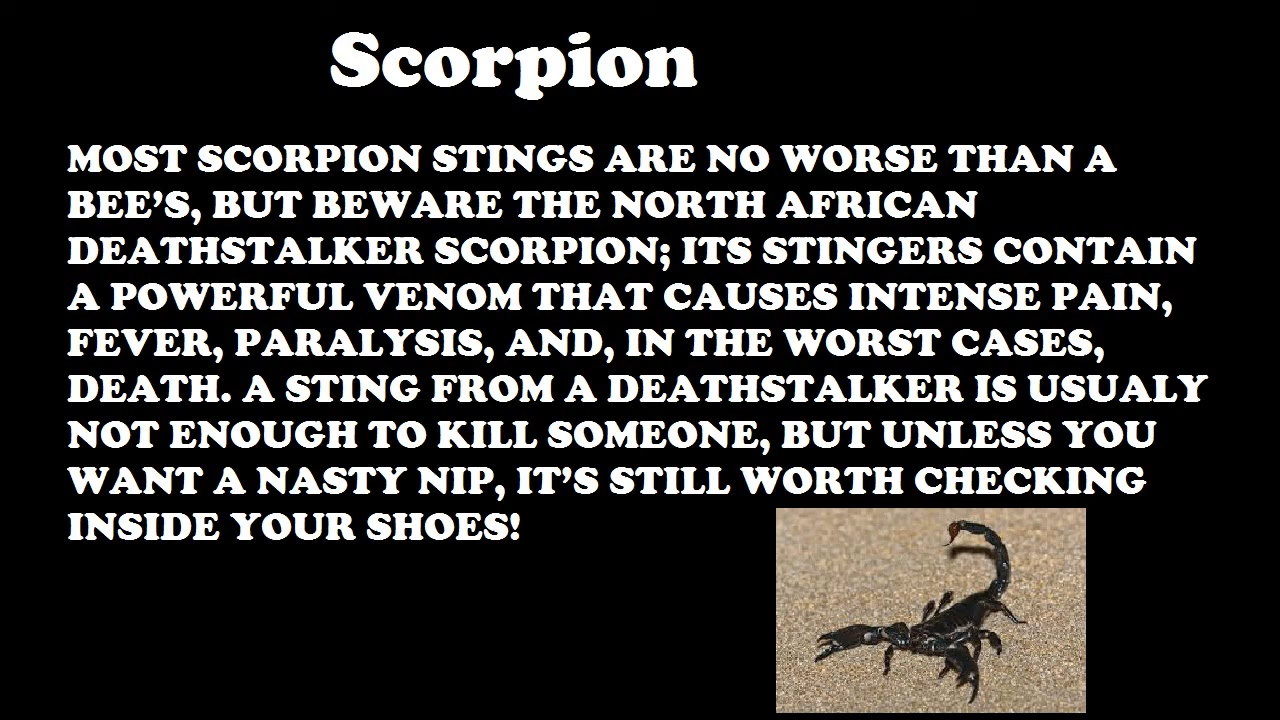 Scorpion
MOST SCORPION STINGS ARE NO WORSE THAN A
BEE’S, BUT BEWARE THE NORTH AFRICAN
DEATHSTALKER SCORPION; ITS STINGERS CONTAIN
A POWERFUL VENOM THAT CAUSES INTENSE PAIN,
FEVER, PARALYSIS, AND, IN THE WORST CASES,
DEATH. A STING FROM A DEATHSTALKER IS USUALY
NOT ENOUGH TO KILL SOMEONE, BUT UNLESS YOU
WANT A NASTY NIP, IT’S STILL WORTH CHECKING
INSIDE YOUR SHOES!